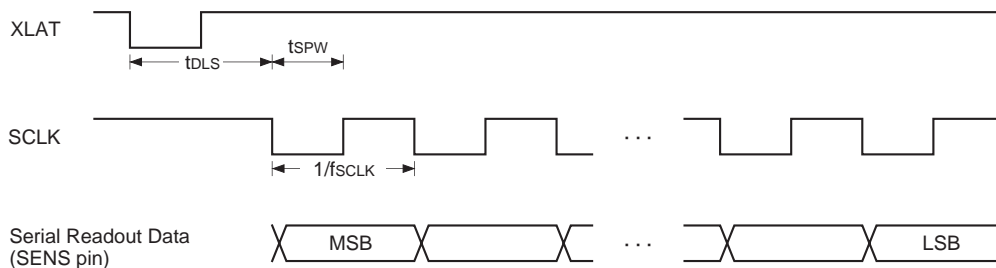 XLAT
tSPW
tDLS
SCLK
. . .
1/fSCLK
Serial Readout Data
(SENS pin)
MSB
. . .
LSB